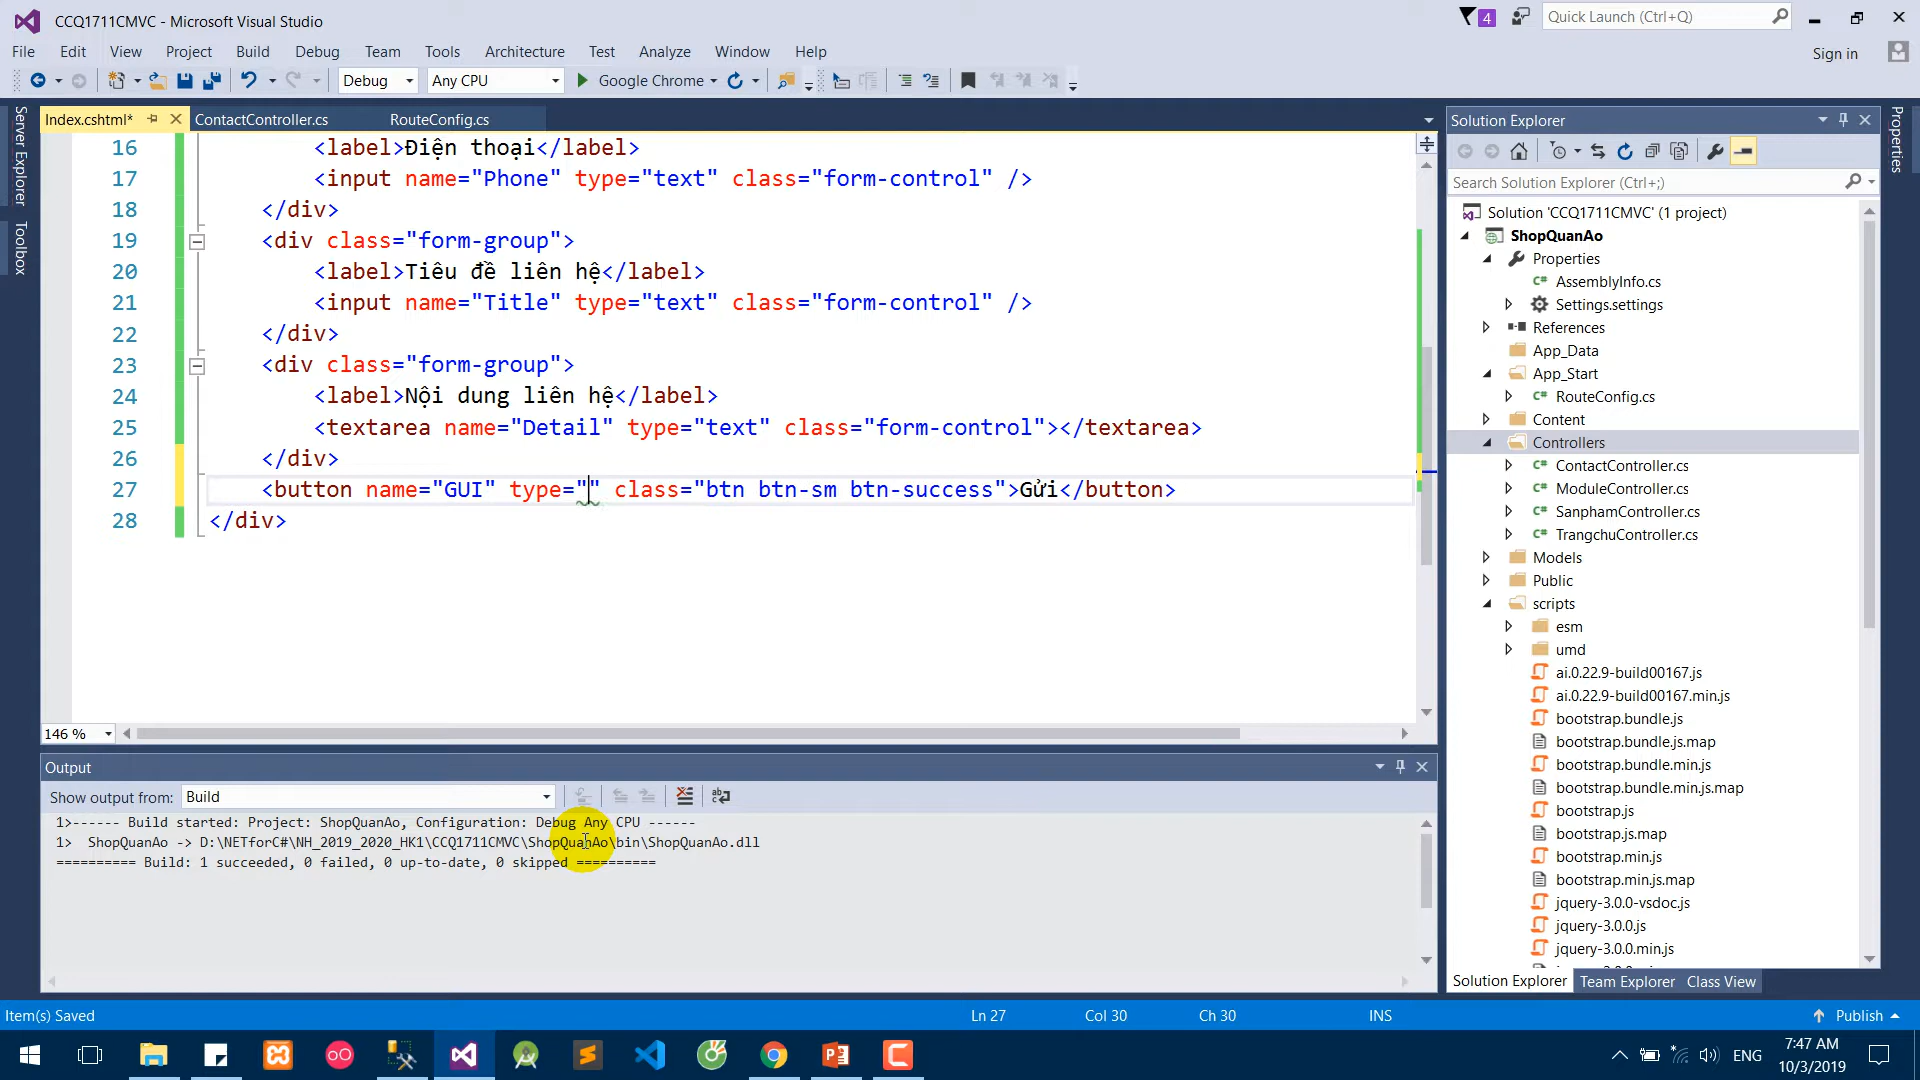 CCQ1711CMVC - Microsoft Visual Studio
4
Quick Launch (Ctrl+Q)
File Edit View Project Build Debug Team Tools Architecture Test Analyze Window Help
Sign in
Debug Any CPU Google Chrome
Server Explorer
Toolbox
Index.cshtml* ContactController.cs RouteConfig.cs
16 <label>Điện thoại</label>
17 <input name="Phone" type="text" class="form-control" />
18 </div>
19 <div class="form-group">
20 <label>Tiêu đề liên hệ</label>
21 <input name="Title" type="text" class="form-control" />
22 </div>
23 <div class="form-group">
24 <label>Nội dung liên hệ</label>
25 <textarea name="Detail" type="text" class="form-control"></textarea>
26 </div>
27 <button name="GUI" type="" class="btn btn-sm btn-success">Gửi</button>
28 </div>
146 %
Output
Show output from: Build
1>------ Build started: Project: ShopQuanAo, Configuration: Debug Any CPU ------
1> ShopQuanAo -> D:\NETforC#\NH_2019_2020_HK1\CCQ1711CMVC\ShopQuanAo\bin\ShopQuanAo.dll
========== Build: 1 succeeded, 0 failed, 0 up-to-date, 0 skipped ==========
Solution Explorer
Search Solution Explorer (Ctrl+;)
Solution 'CCQ1711CMVC' (1 project)
ShopQuanAo
Properties
AssemblyInfo.cs
Settings.settings
References
App_Data
App_Start
RouteConfig.cs
Content
Controllers
ContactController.cs
ModuleController.cs
SanphamController.cs
TrangchuController.cs
Models
Public
scripts
esm
umd
ai.0.22.9-build00167.js
ai.0.22.9-build00167.min.js
bootstrap.bundle.js
bootstrap.bundle.js.map
bootstrap.bundle.min.js
bootstrap.bundle.min.js.map
bootstrap.js
bootstrap.js.map
bootstrap.min.js
bootstrap.min.js.map
jquery-3.0.0-vsdoc.js
jquery-3.0.0.js
jquery-3.0.0.min.js
Solution Explorer Team Explorer Class View
Properties
Item(s) Saved Ln 27 Col 30 Ch 30 INS Publish
ENG
7:47 AM
10/3/2019